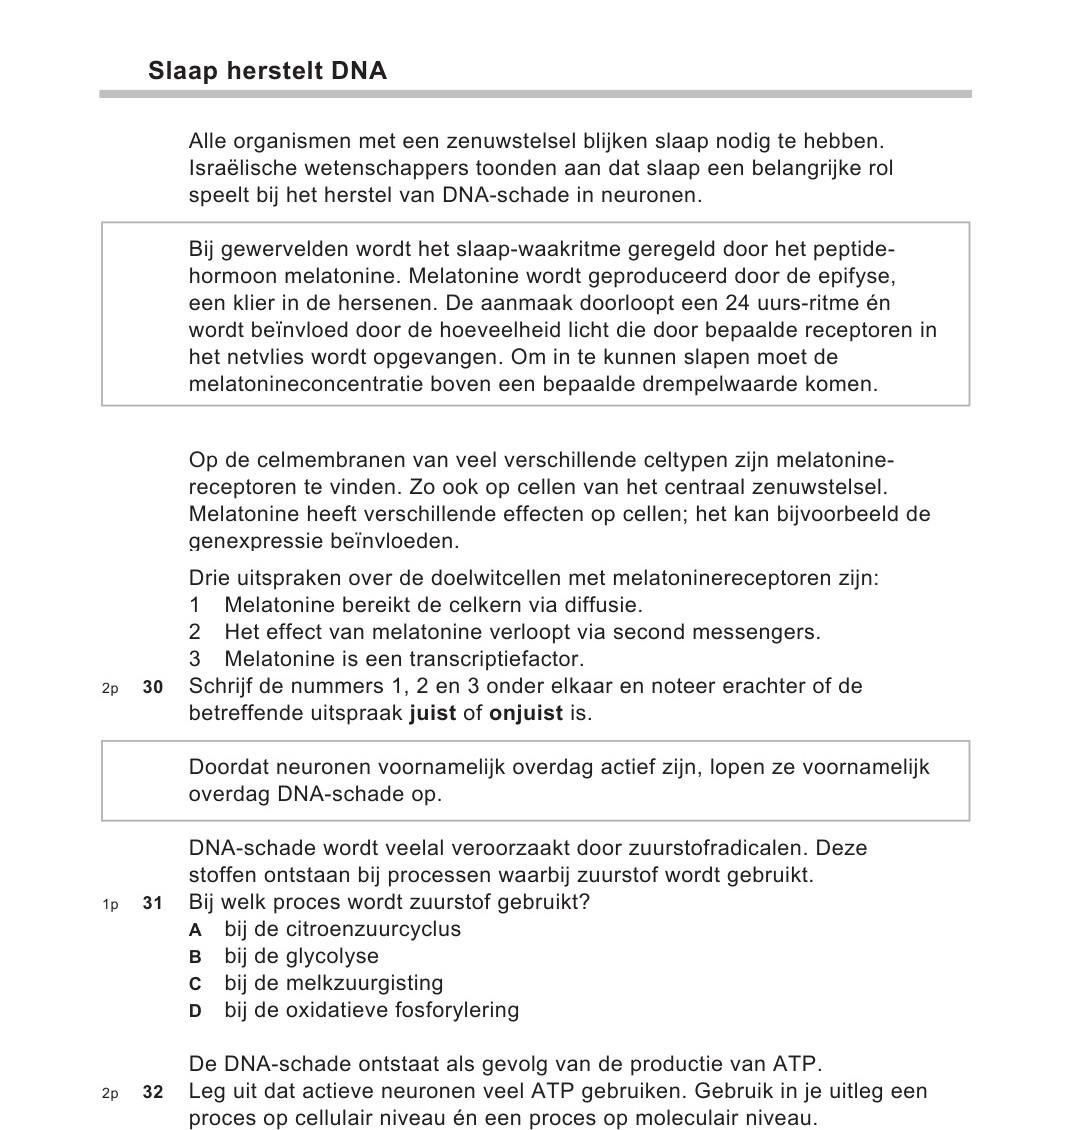 Slaap herstelt DNA
Alle organismen met een zenuwstelsel blijken slaap nodig te hebben.
Israëlische wetenschappers toonden aan dat slaap een belangrijke rol
speelt bij het herstel van DNA-schade in neuronen.
Bij gewervelden wordt het slaap-waakritme geregeld door het peptide-
hormoon melatonine. Melatonine wordt geproduceerd door de epifyse,
een klier in de hersenen. De aanmaak doorloopt een 24 uurs-ritme én
wordt beïnvloed door de hoeveelheid licht die door bepaalde receptoren in
het netvlies wordt opgevangen. Om in te kunnen slapen moet de
melatonineconcentratie boven een bepaalde drempelwaarde komen.
Op de celmembranen van veel verschillende celtypen zijn melatonine-
receptoren te vinden. Zo ook op cellen van het centraal zenuwstelsel.
Melatonine heeft verschillende effecten op cellen; het kan bijvoorbeeld de
genexpressie beïnvloeden.
Drie uitspraken over de doelwitcellen met melatoninereceptoren zijn:
1 Melatonine bereikt de celkern via diffusie.
2 Het effect van melatonine verloopt via second messengers.
3 Melatonine is een transcriptiefactor.
2p 30 Schrijf de nummers 1, 2 en 3 onder elkaar en noteer erachter of de
betreffende uitspraak juist of onjuist is.
Doordat neuronen voornamelijk overdag actief zijn, lopen ze voornamelijk
overdag DNA-schade op.
DNA-schade wordt veelal veroorzaakt door zuurstofradicalen. Deze
stoffen ontstaan bij processen waarbij zuurstof wordt gebruikt.
1p 31 Bij welk proces wordt zuurstof gebruikt?
A bij de citroenzuurcyclus
B bij de glycolyse
C bij de melkzuurgisting
D bij de oxidatieve fosforylering
De DNA-schade ontstaat als gevolg van de productie van ATP.
2p 32 Leg uit dat actieve neuronen veel ATP gebruiken. Gebruik in je uitleg een
proces op cellulair niveau én een proces op moleculair niveau.